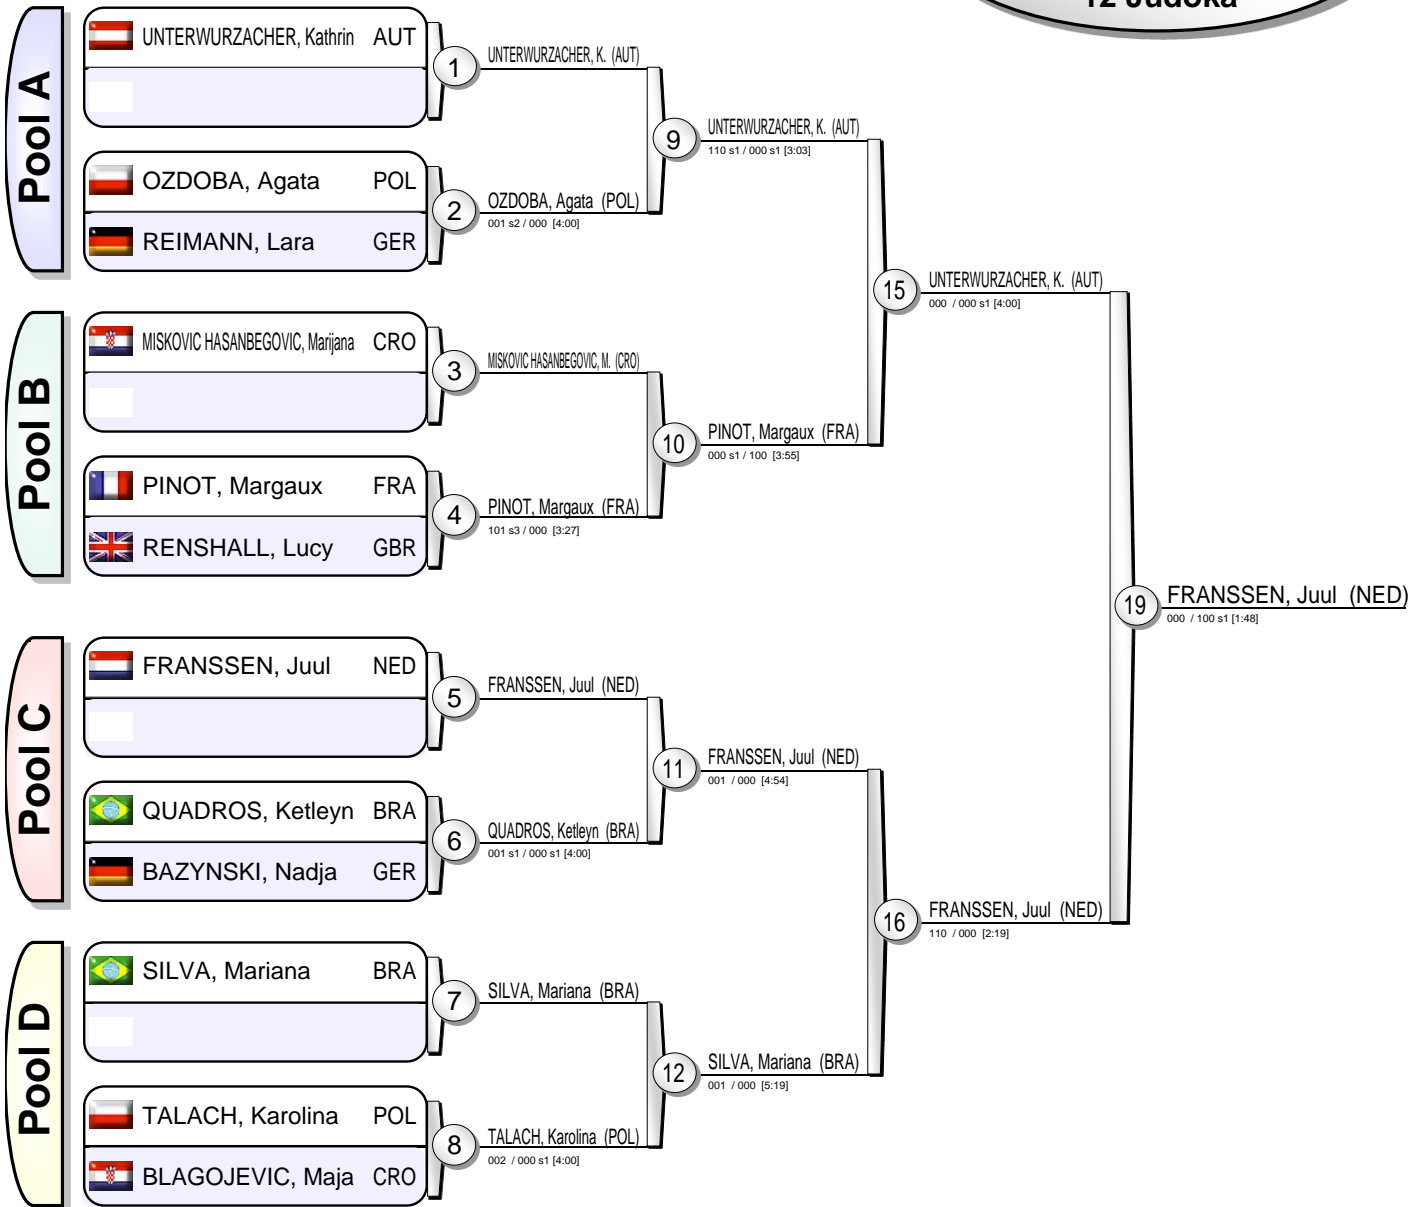 12 Judoka
Pool A
UNTERWURZACHER, Kathrin AUT
OZDOBA, Agata POL
REIMANN, Lara GER
1
UNTERWURZACHER, K. (AUT)
2
OZDOBA, Agata (POL)
001 s2 / 000 [4:00]
9
UNTERWURZACHER, K. (AUT)
110 s1 / 000 s1 [3:03]
Pool B
MISKOVIC HASANBEGOVIC, Marijana CRO
PINOT, Margaux FRA
RENSHALL, Lucy GBR
3
MISKOVIC HASANBEGOVIC, M. (CRO)
4
PINOT, Margaux (FRA)
101 s3 / 000 [3:27]
10
PINOT, Margaux (FRA)
000 s1 / 100 [3:55]
15
UNTERWURZACHER, K. (AUT)
000 / 000 s1 [4:00]
Pool C
FRANSSEN, Juul NED
QUADROS, Ketleyn BRA
BAZYNSKI, Nadja GER
5
FRANSSEN, Juul (NED)
6
QUADROS, Ketleyn (BRA)
001 s1 / 000 s1 [4:00]
11
FRANSSEN, Juul (NED)
001 / 000 [4:54]
Pool D
SILVA, Mariana BRA
TALACH, Karolina POL
BLAGOJEVIC, Maja CRO
7
SILVA, Mariana (BRA)
8
TALACH, Karolina (POL)
002 / 000 s1 [4:00]
12
SILVA, Mariana (BRA)
001 / 000 [5:19]
16
FRANSSEN, Juul (NED)
110 / 000 [2:19]
19
FRANSSEN, Juul (NED)
000 / 100 s1 [1:48]